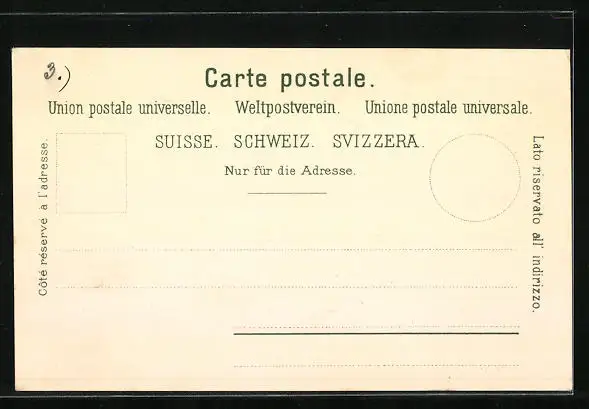 3.)
Carte postale.
Union postale universelle. Weltpostverein. Unione postale universale.
SUISSE. SCHWEIZ. SVIZZERA.
Nur für die Adresse.
Côté réservé à l'adresse.
Lato riservato all' indirizzo.